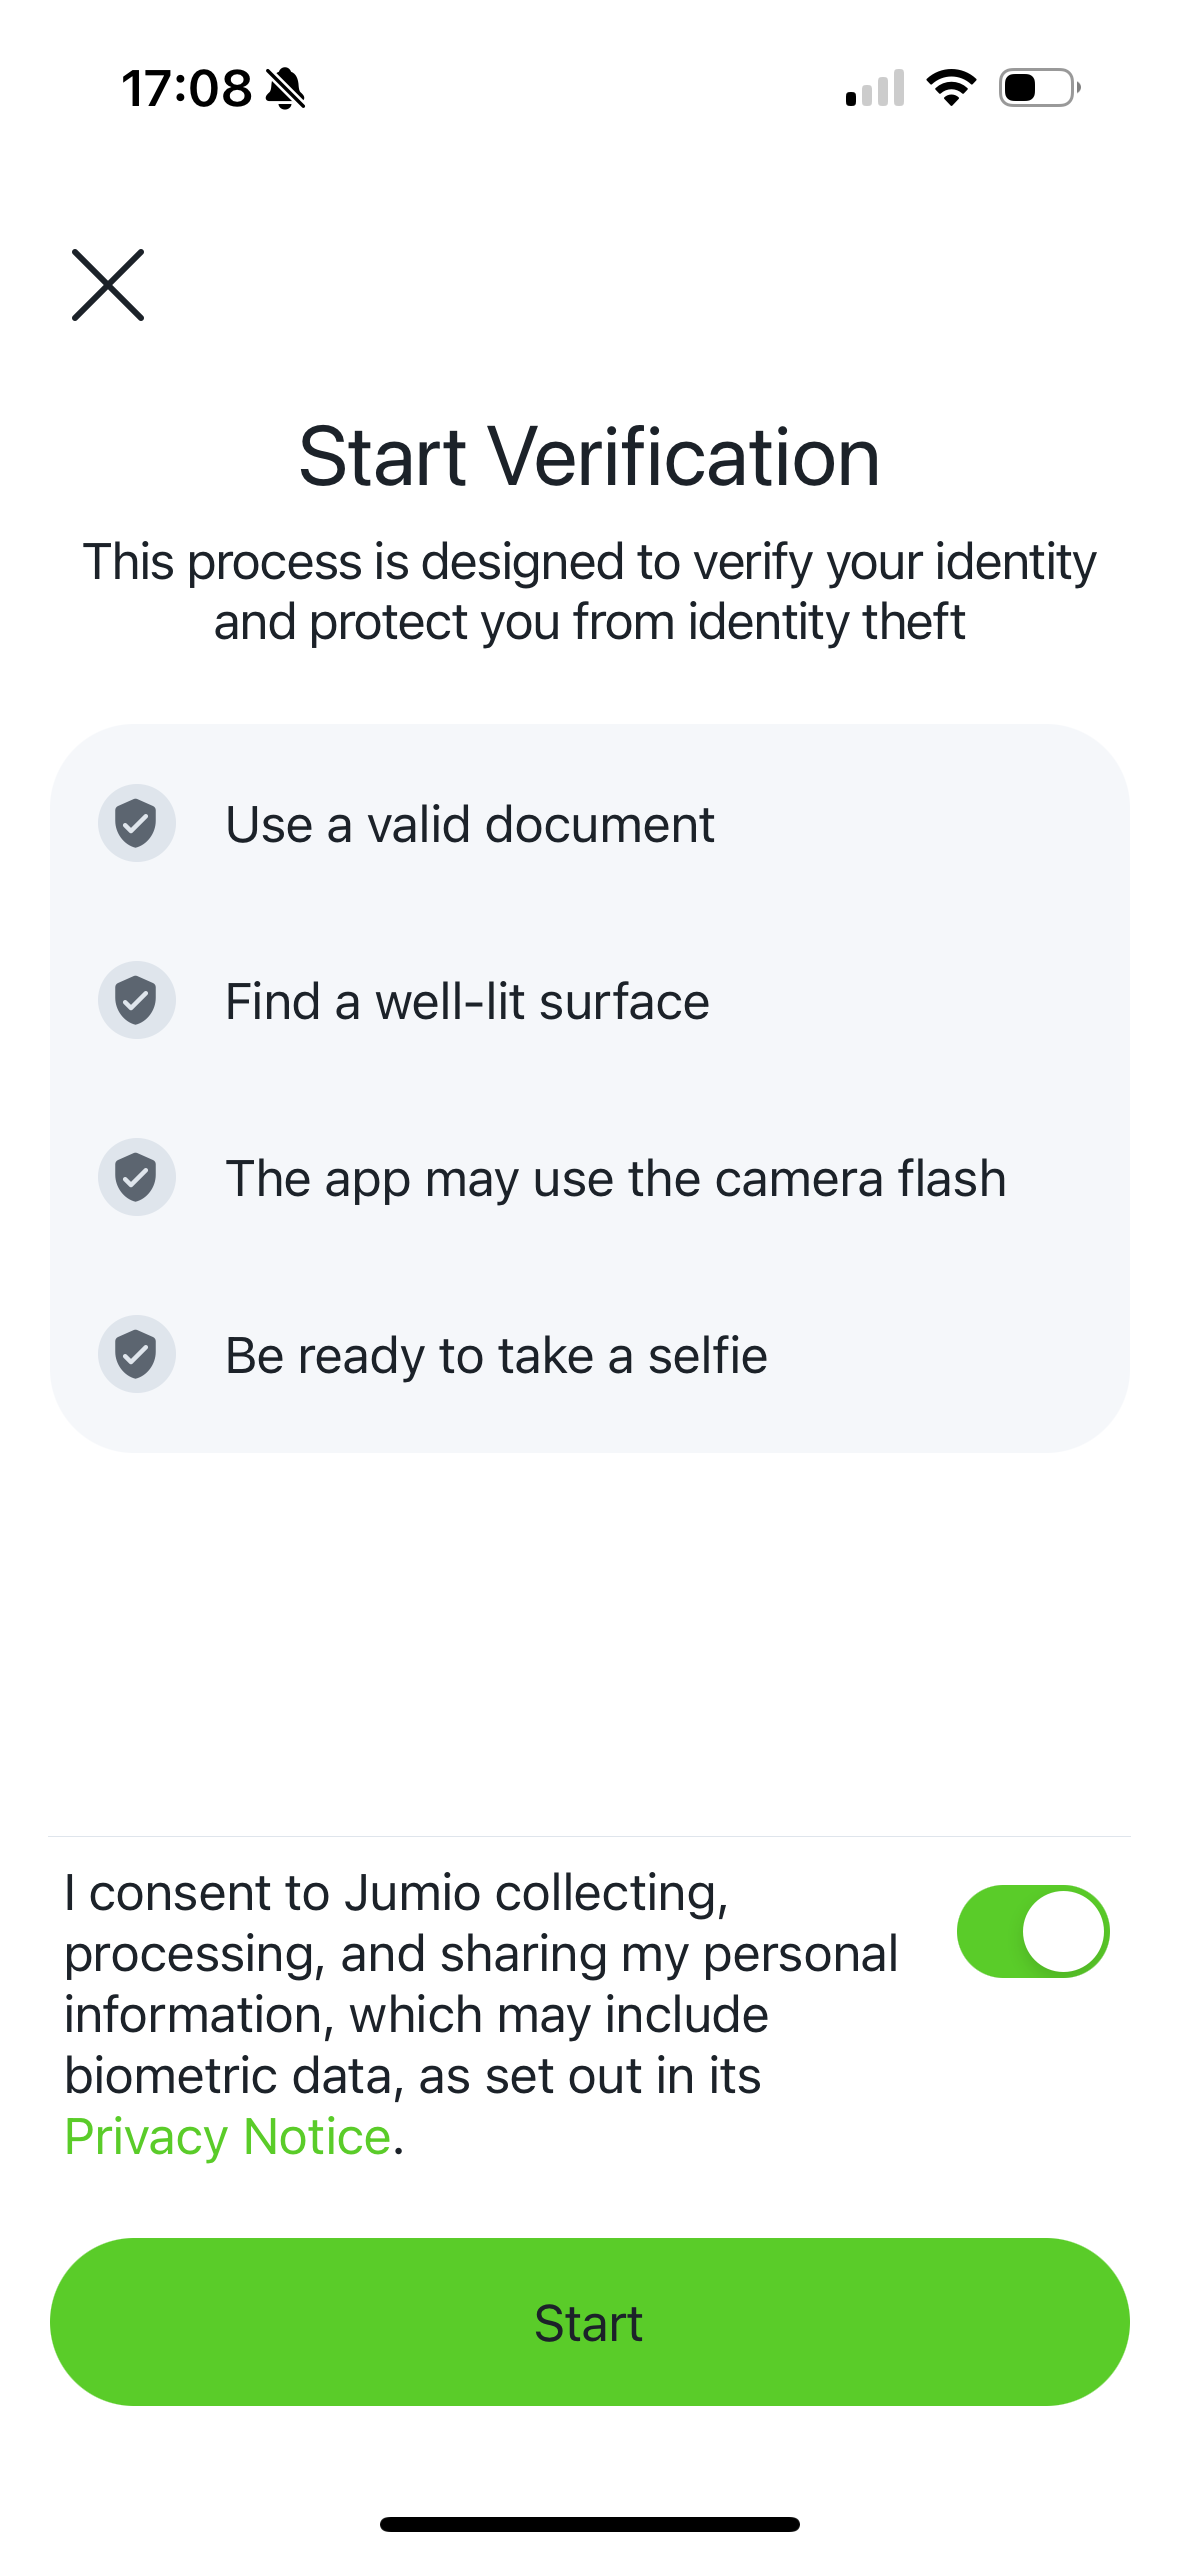 17:08
Start Verification
This process is designed to verify your identity
and protect you from identity theft
Use a valid document
Find a well-lit surface
The app may use the camera flash
Be ready to take a selfie
I consent to Jumio collecting,
processing, and sharing my personal
information, which may include
biometric data, as set out in its
Privacy Notice.
Start